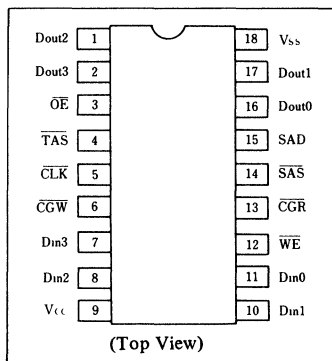 Dout2 1 18 Vss
Dout3 2 17 Dout1
OE 3 16 Dout0
TAS 4 15 SAD
CLK 5 14 SAS
CGW 6 13 CGR
Din3 7 12 WE
Din2 8 11 Din0
Vcc 9 10 Din1
(Top View)